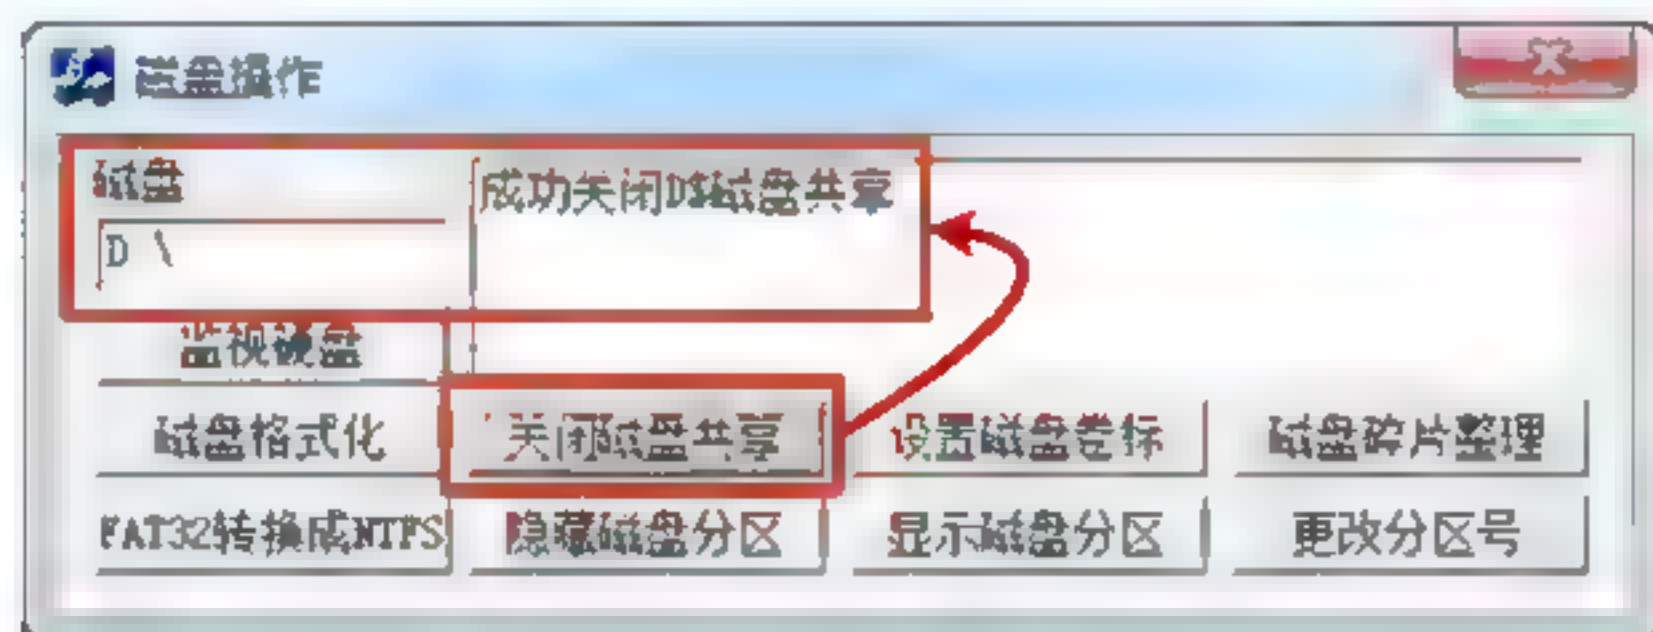 磁盘操作
磁盘
成功关闭D$磁盘共享
D \
监视硬盘
磁盘格式化 关闭磁盘共享 设置磁盘卷标 磁盘碎片整理
FAT32转换成NTFS 隐藏磁盘分区 显示磁盘分区 更改分区号